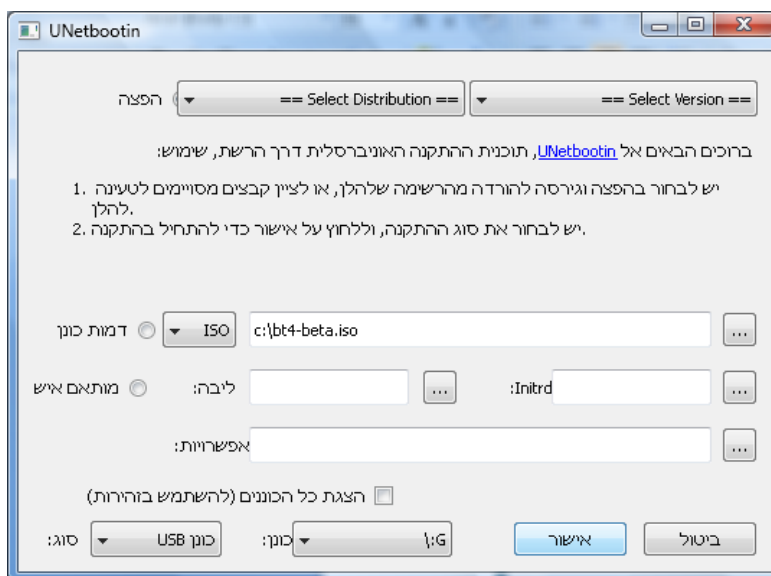 UNetbootin
הפצה == Select Distribution == == Select Version ==
ברוכים הבאים אל UNetbootin, תוכנית ההתקנה האוניברסלית דרך הרשת, שימוש:
1. יש לבחור בהפצה וגירסה להורדה מהרשימה שלהלן, או לציין קבצים מסויימים לטעינה
להלן.
2. יש לבחור את סוג ההתקנה, וללחוץ על אישור כדי להתחיל בהתקנה.
דמות כונן ISO c:\bt4-beta.iso ...
מותאם איש ליבה: ... Initrd: ...
אפשרויות: ...
הצגת כל הכוננים (להשתמש בזהירות)
סוג: כונן USB כונן: \:G אישור ביטול